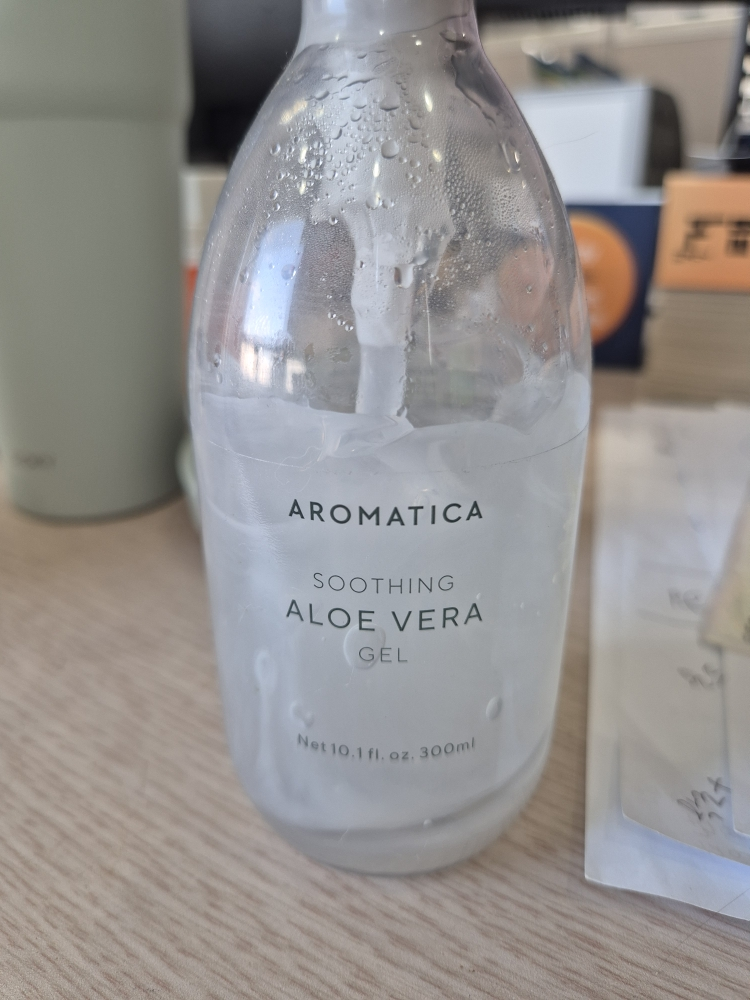 AROMATICA
SOOTHING
ALOE VERA
GEL
Net 10.1 fl. oz. 300ml